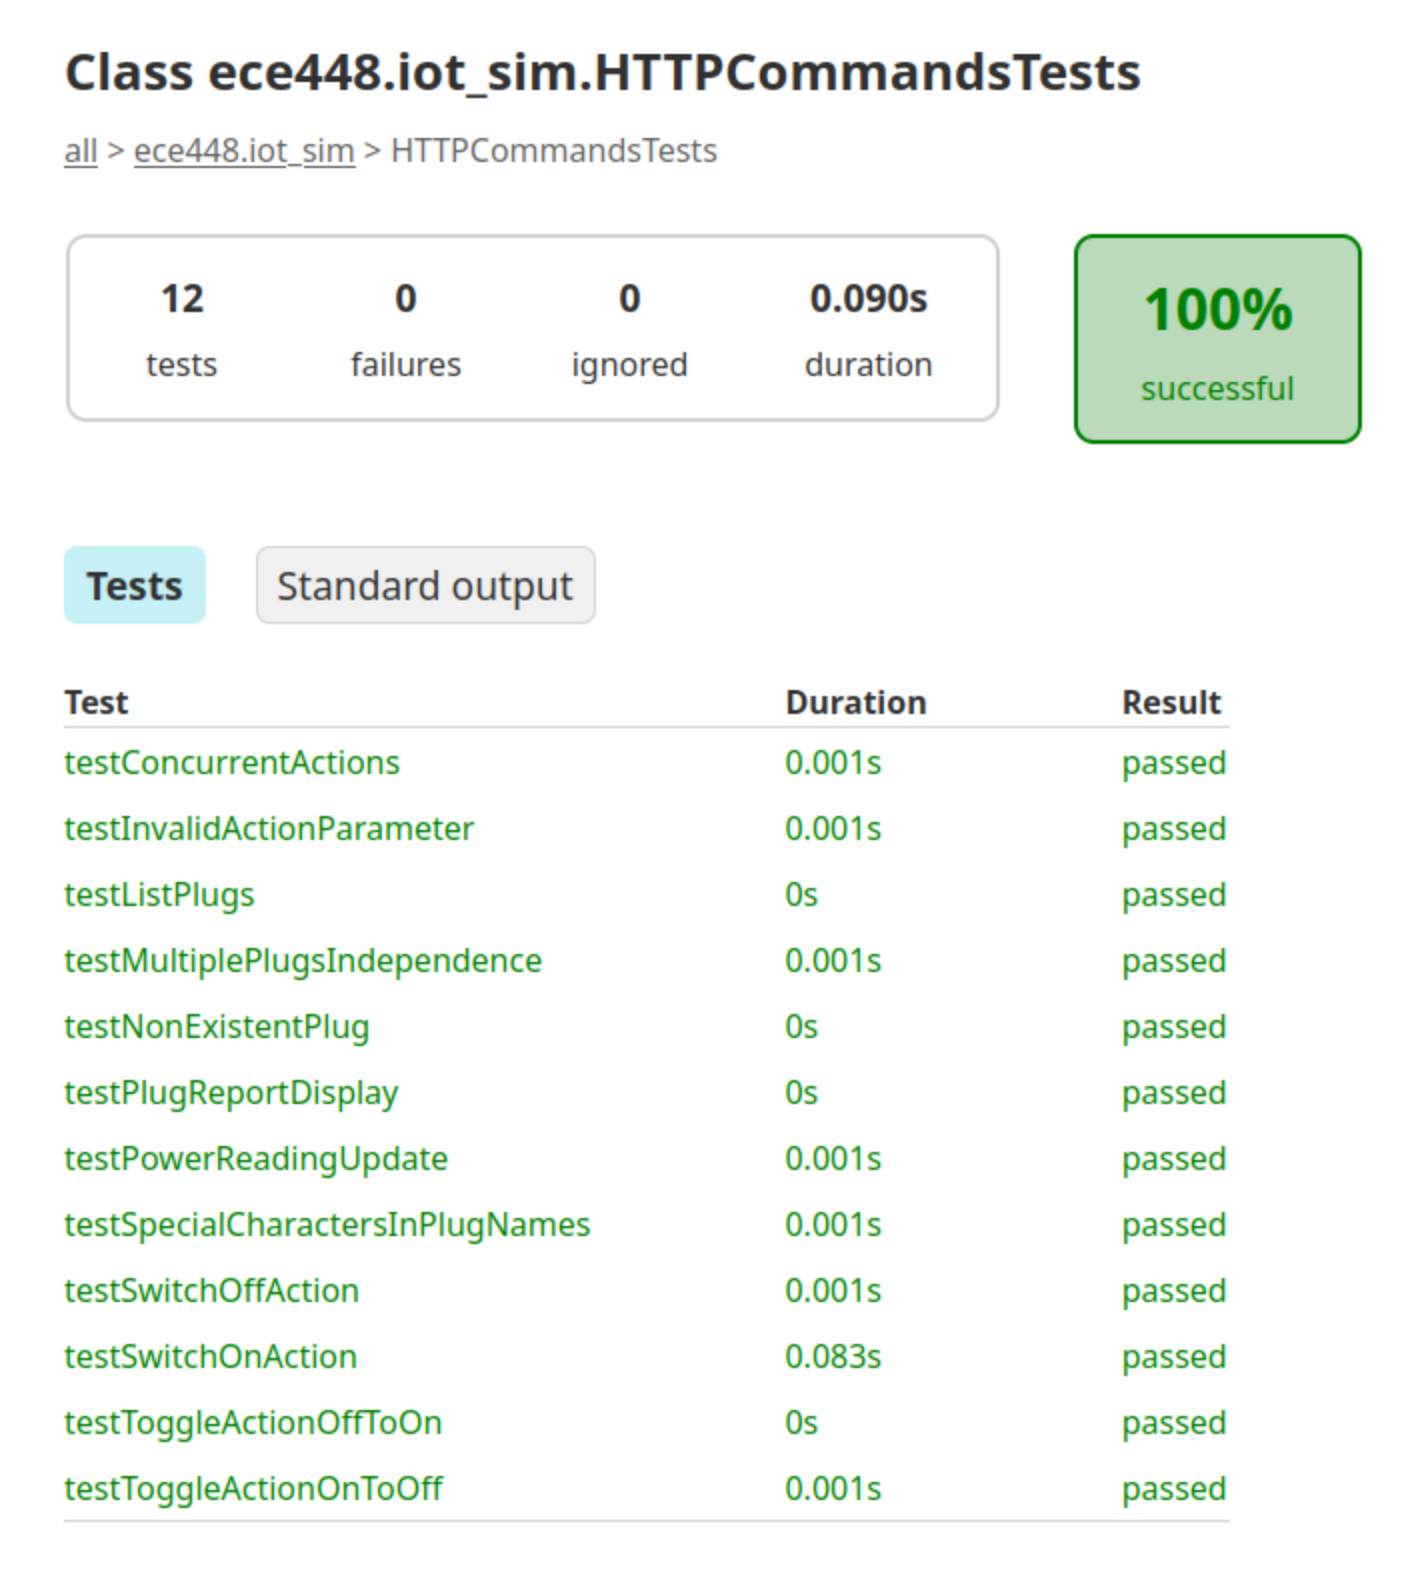 Class ece448.iot_sim.HTTPCommandsTests
all > ece448.iot_sim > HTTPCommandsTests
12 0 0 0.090s
tests failures ignored duration
100%
successful
Tests Standard output
Test Duration Result
testConcurrentActions 0.001s passed
testInvalidActionParameter 0.001s passed
testListPlugs 0s passed
testMultiplePlugsIndependence 0.001s passed
testNonExistentPlug 0s passed
testPlugReportDisplay 0s passed
testPowerReadingUpdate 0.001s passed
testSpecialCharactersInPlugNames 0.001s passed
testSwitchOffAction 0.001s passed
testSwitchOnAction 0.083s passed
testToggleActionOffToOn 0s passed
testToggleActionOnToOff 0.001s passed